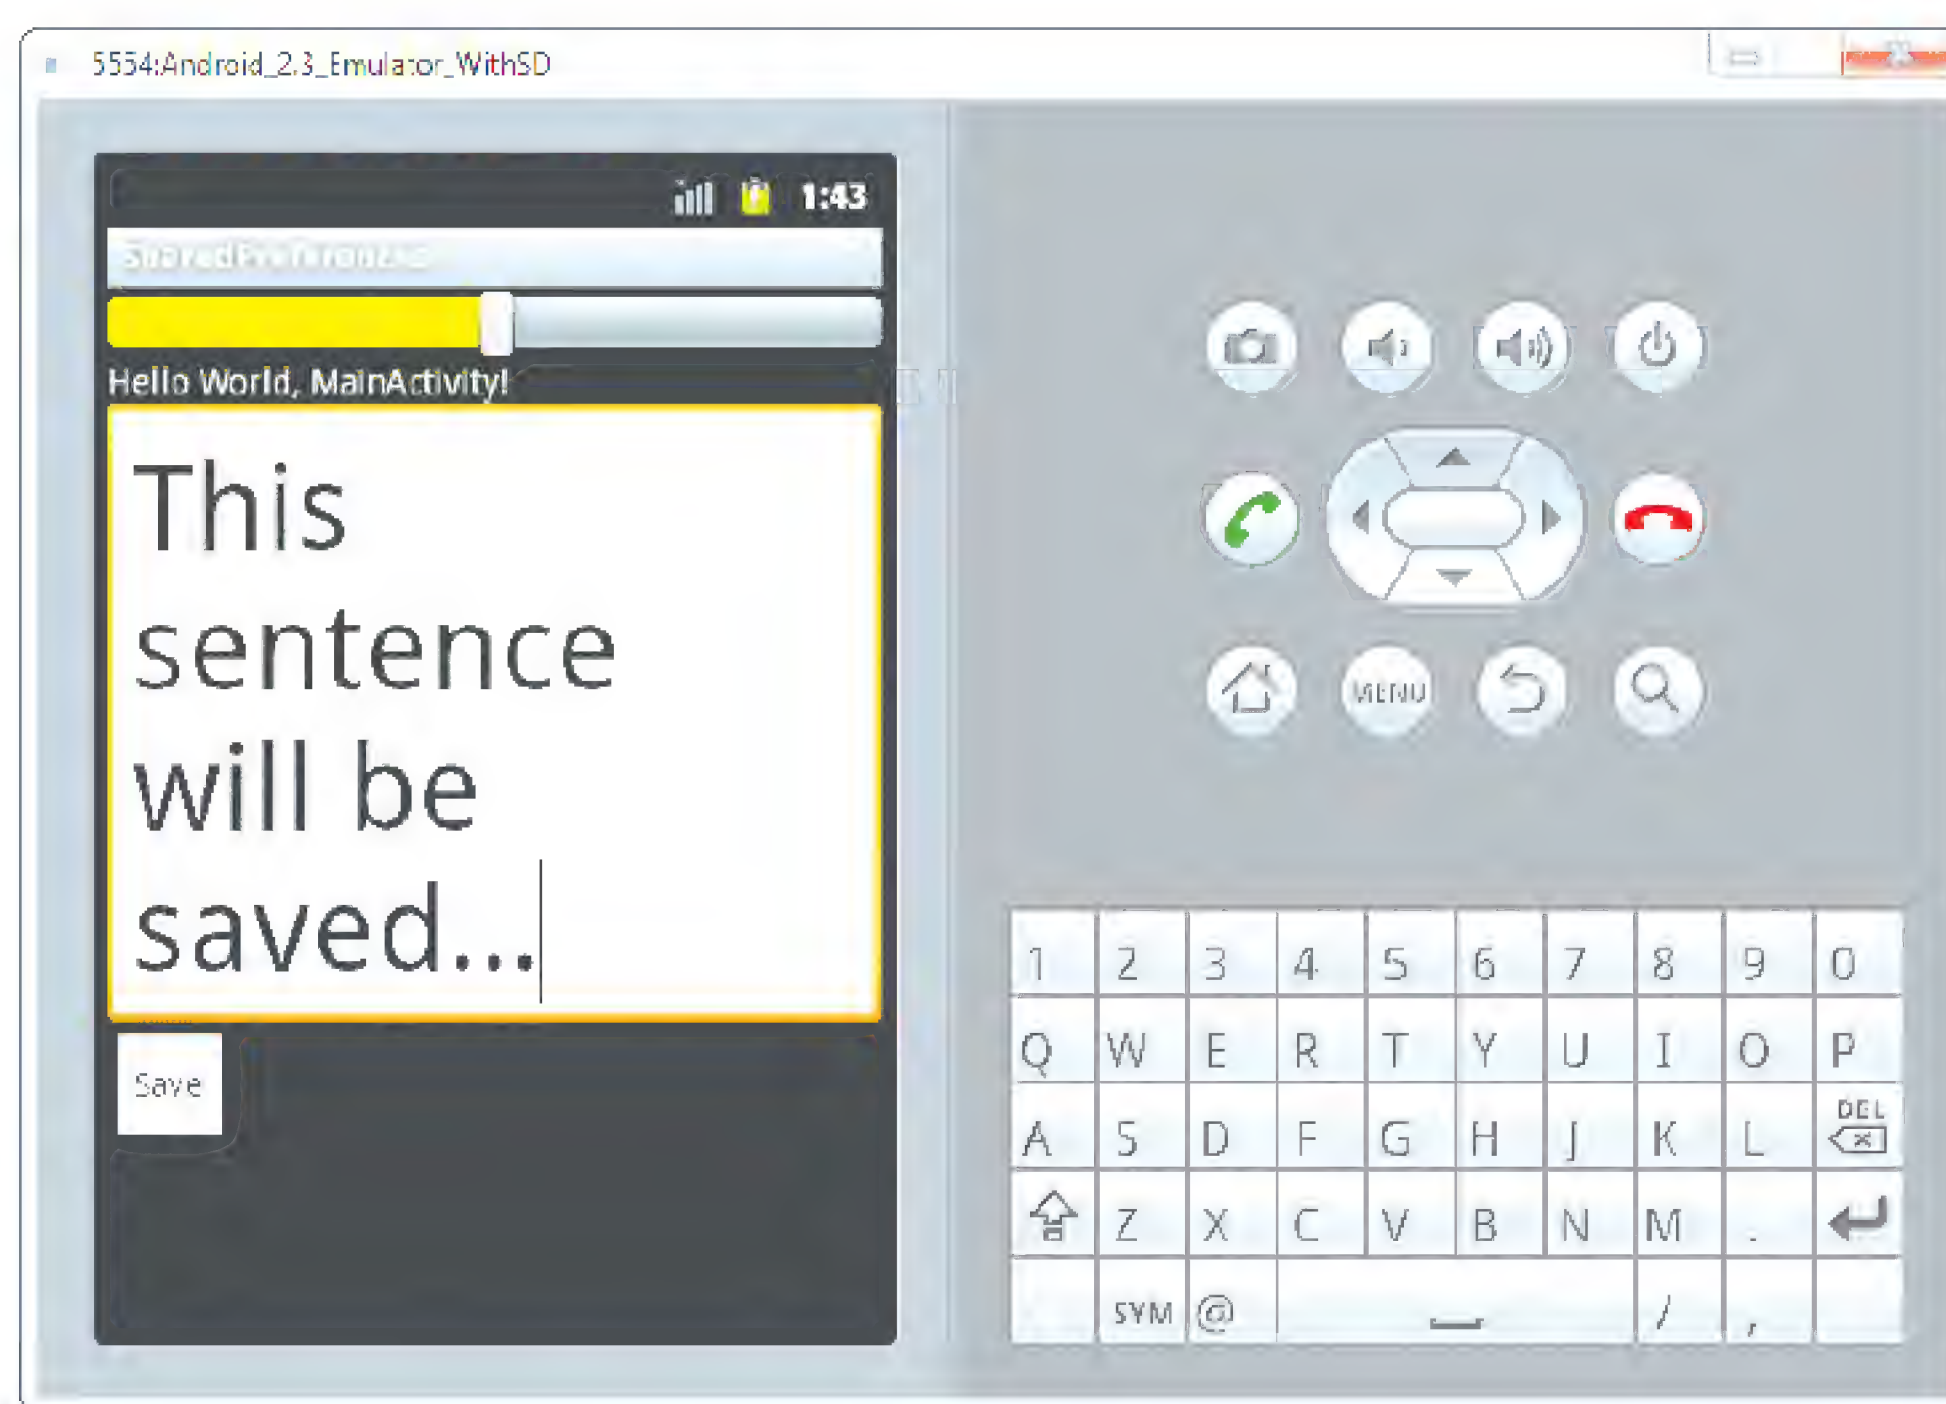 5554:Android_2.3_Emulator_WithSD
1:43
SharedPreferences
Hello World, MainActivity!
This
sentence
will be
saved...
Save
MENU
1 2 3 4 5 6 7 8 9 0
Q W E R T Y U I O P
A S D F G H J K L DEL
Z X C V B N M .
SYM @ / ,